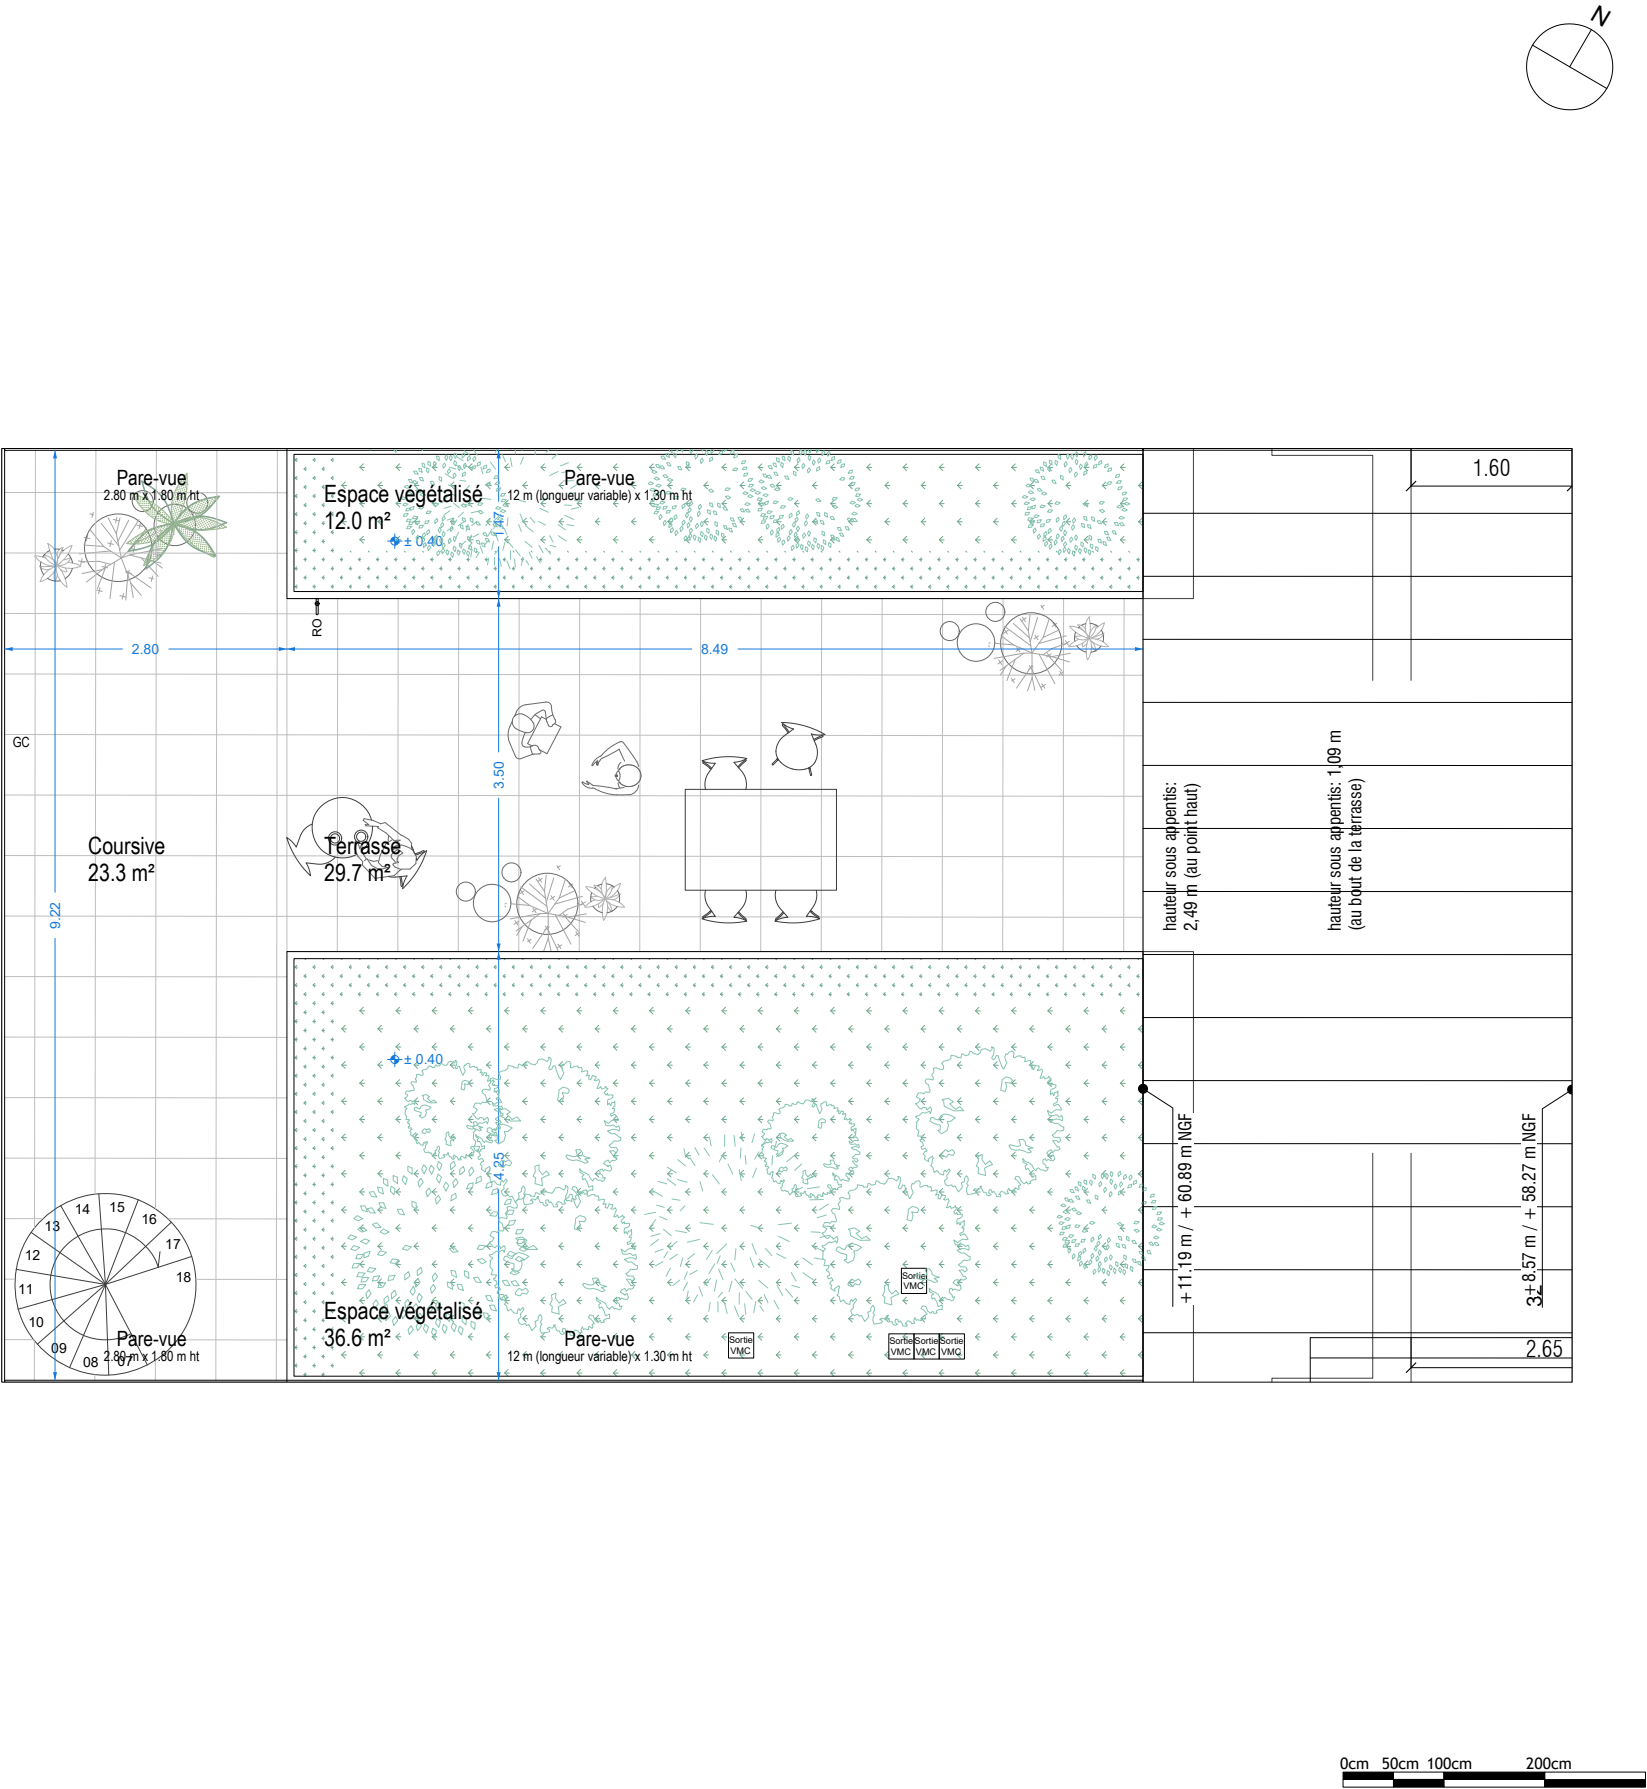 N
Pare-vue
2.80 m x 1.80 m ht
Espace végétalisé
12.0 m²
Pare-vue
12 m (longueur variable) x 1.30 m ht
1.47
± 0.40
1.60
RO
2.80
8.49
GC
3.50
Coursive
23.3 m²
Terrasse
29.7 m²
9.22
hauteur sous appentis:
2,49 m (au point haut)
hauteur sous appentis: 1,09 m
(au bout de la terrasse)
± 0.40
4.25
+ 11.19 m / + 60.89 m NGF
+ 8.57 m / + 58.27 m NGF
13
14
15
16
17
18
12
11
10
09
08
07
Pare-vue
2.80 m x 1.80 m ht
Espace végétalisé
36.6 m²
Pare-vue
12 m (longueur variable) x 1.30 m ht
Sortie
VMC
Sortie
VMC
Sortie
VMC
Sortie
VMC
Sortie
VMC
2.65
0cm 50cm 100cm 200cm